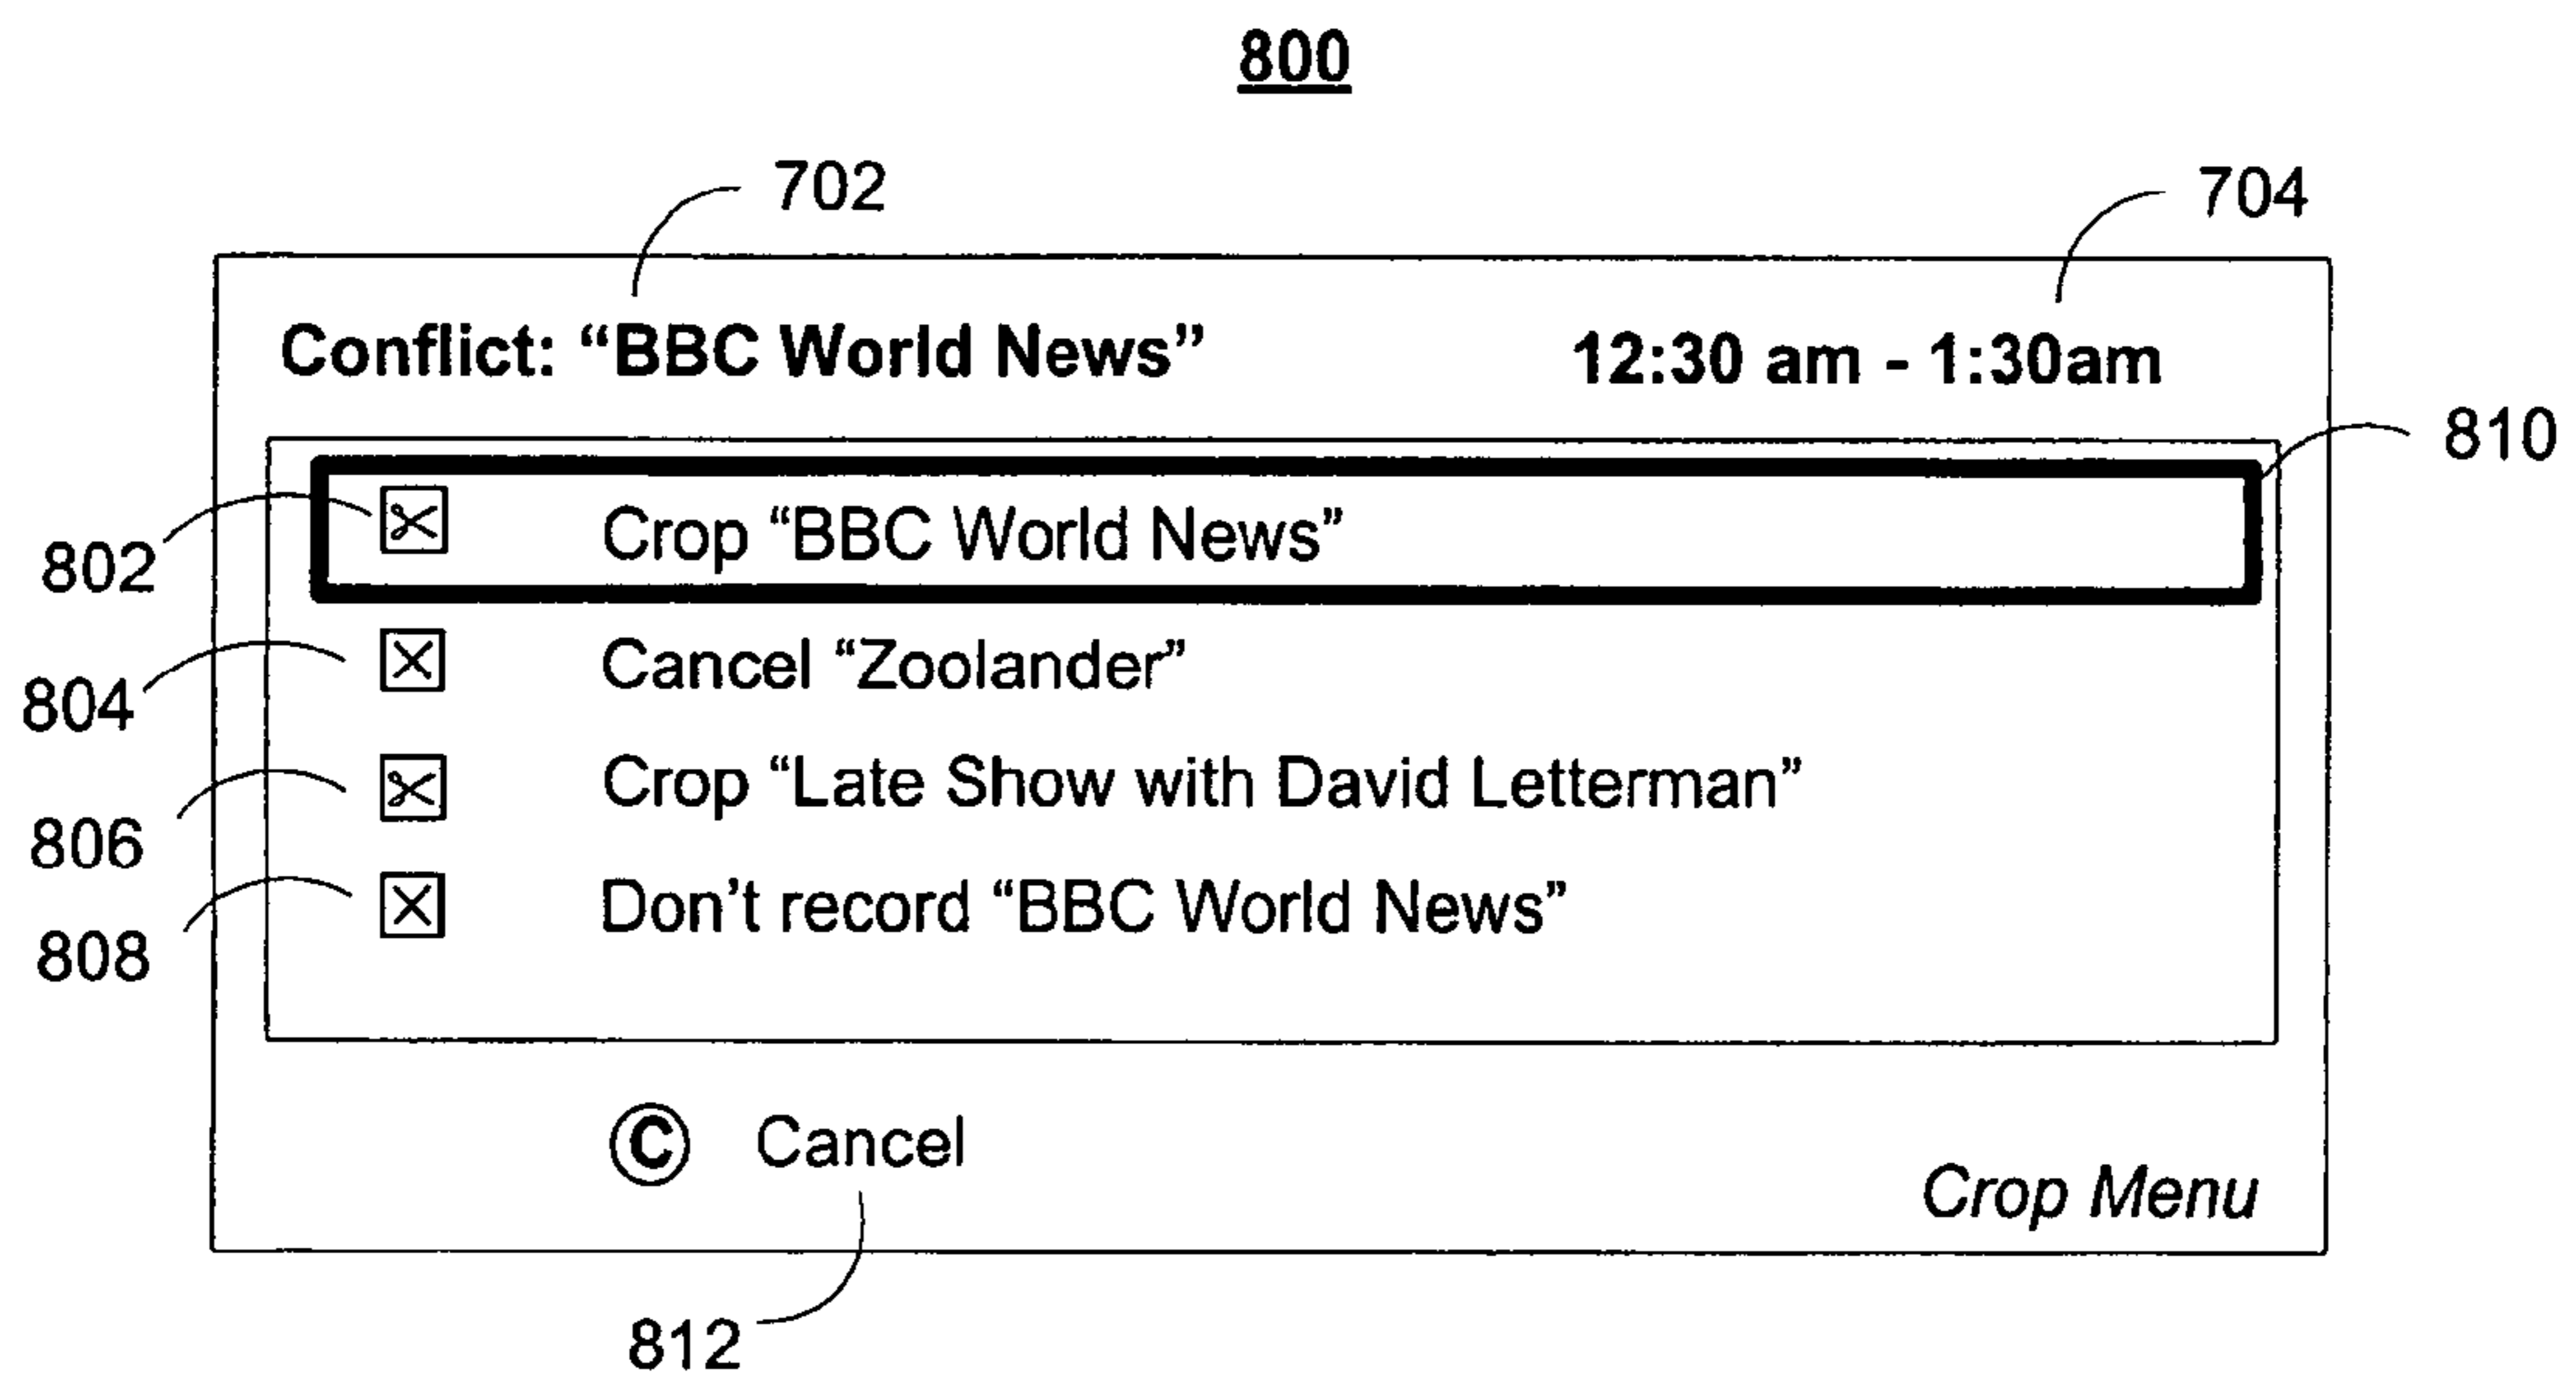 800
702
704
Conflict: “BBC World News”
12:30 am - 1:30am
810
Crop “BBC World News”
802
Cancel “Zoolander”
804
Crop “Late Show with David Letterman”
806
Don’t record “BBC World News”
808
C Cancel
Crop Menu
812